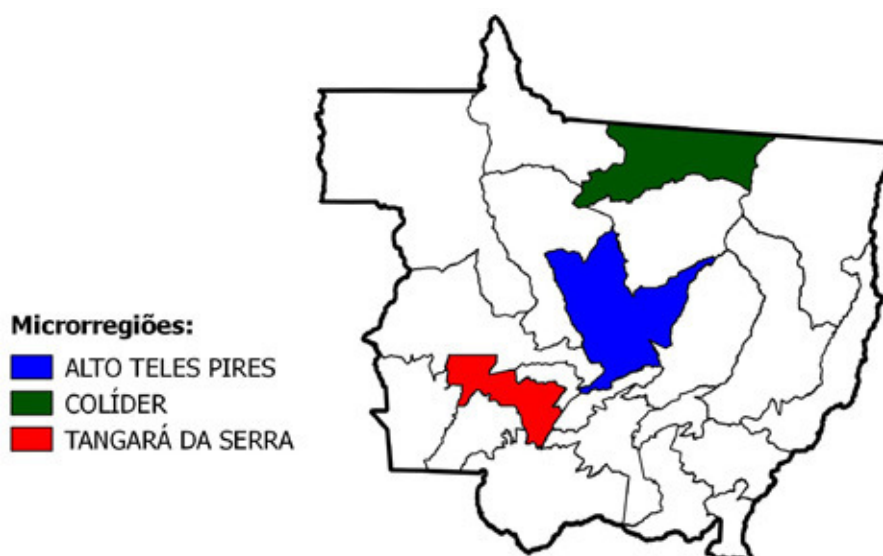 Microrregiões:
ALTO TELES PIRES
COLÍDER
TANGARÁ DA SERRA